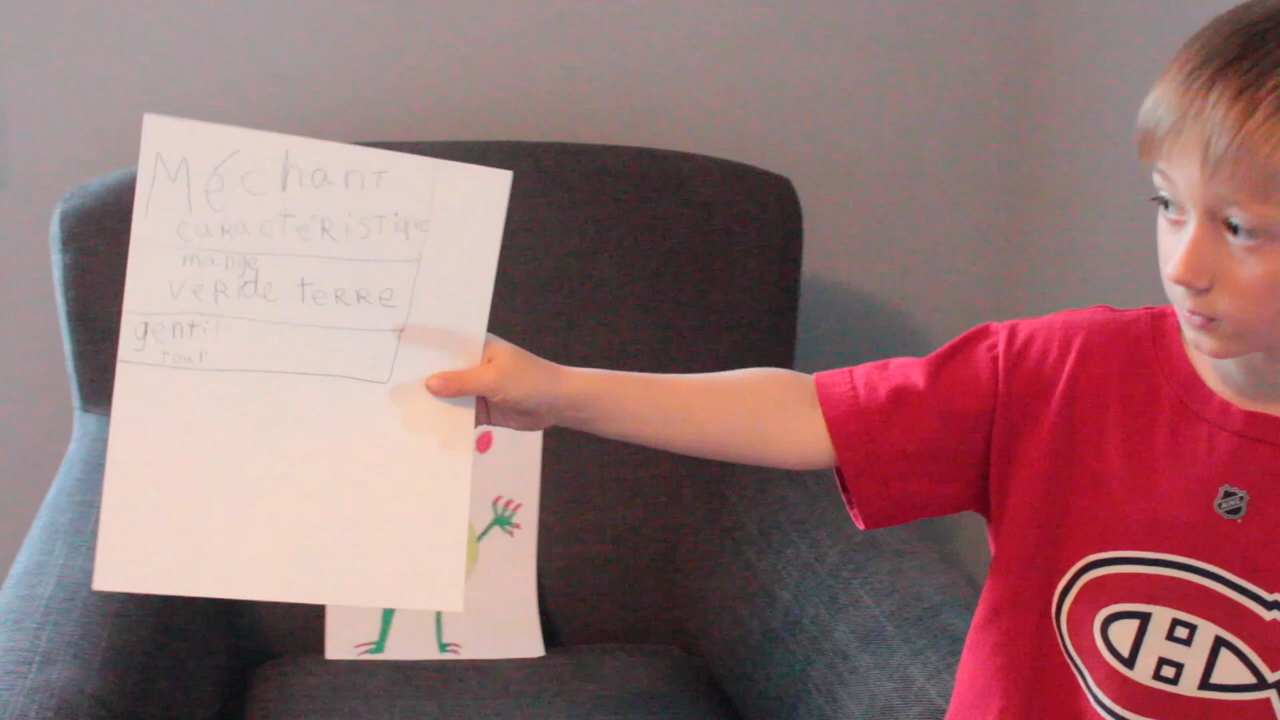 Méchant
caractéristique
mange
ver de terre
gentil